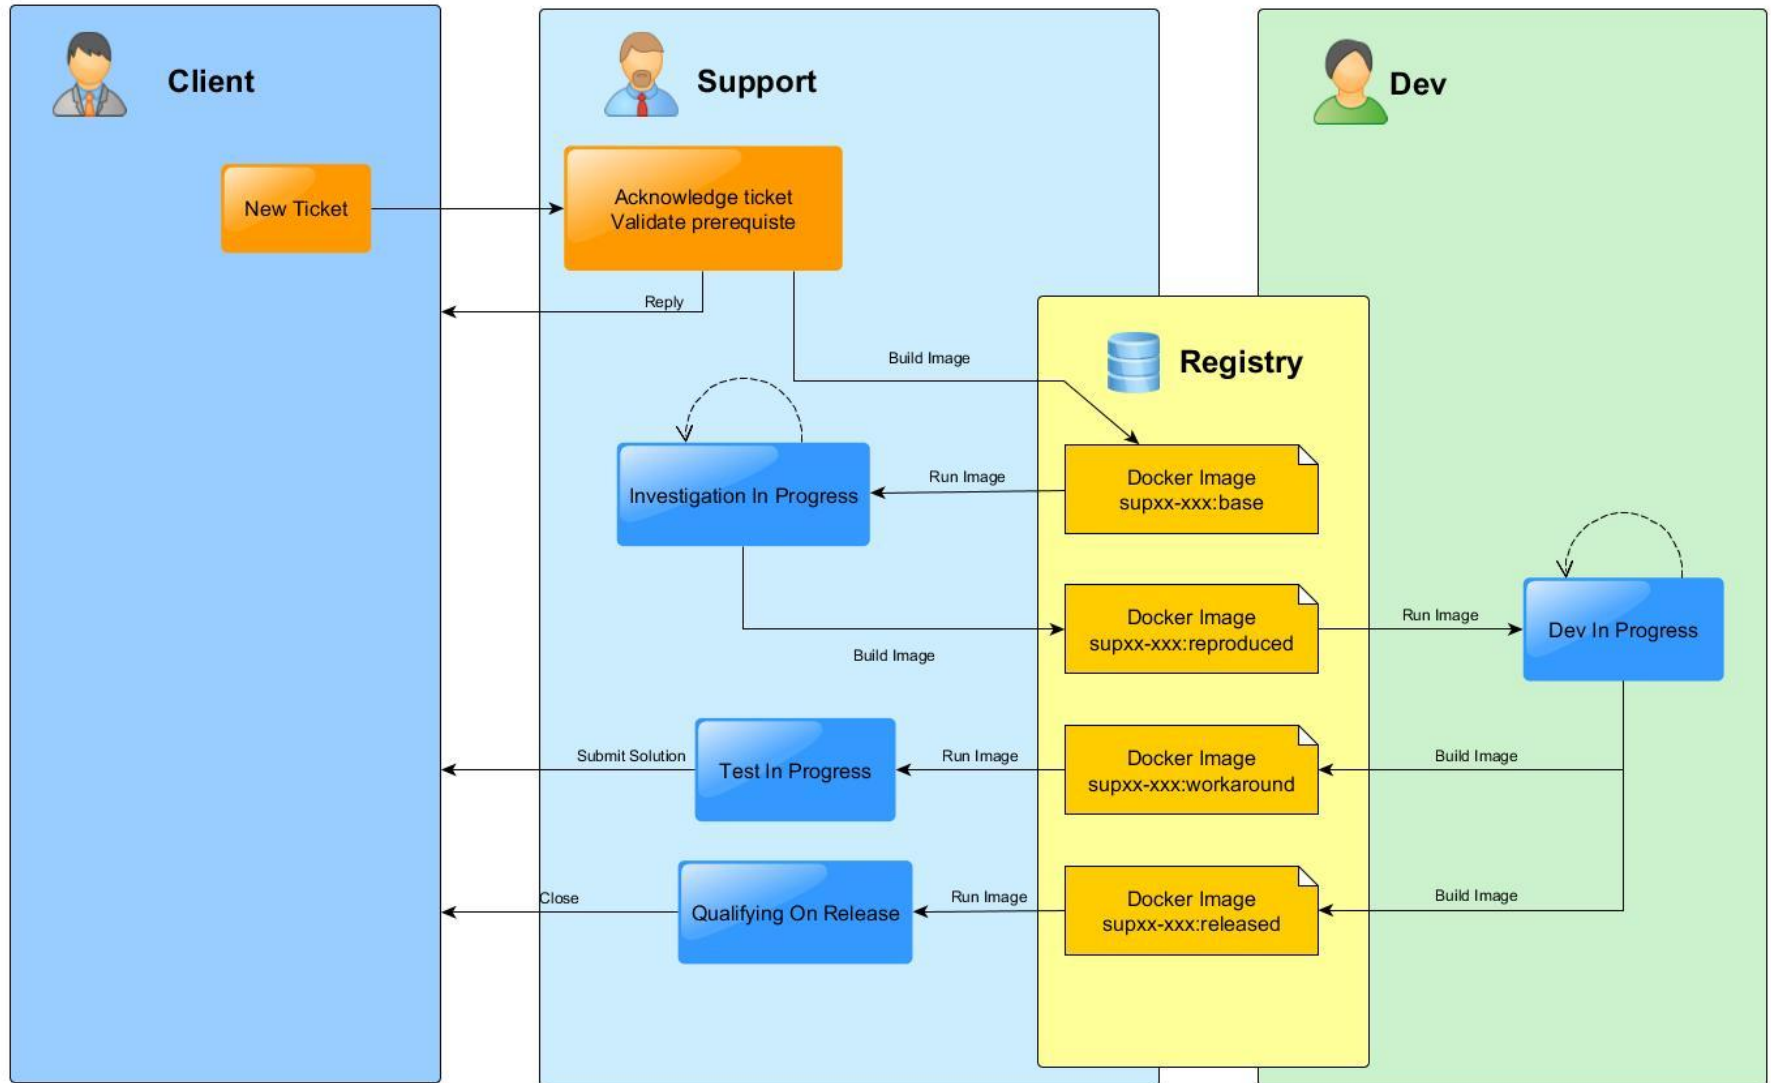 Client
Support
Dev
New Ticket
Acknowledge ticket
Validate prerequiste
Reply
Build Image
Registry
Investigation In Progress
Run Image
Docker Image
supxx-xxx:base
Build Image
Docker Image
supxx-xxx:reproduced
Run Image
Dev In Progress
Submit Solution
Test In Progress
Run Image
Docker Image
supxx-xxx:workaround
Build Image
Close
Qualifying On Release
Run Image
Docker Image
supxx-xxx:released
Build Image